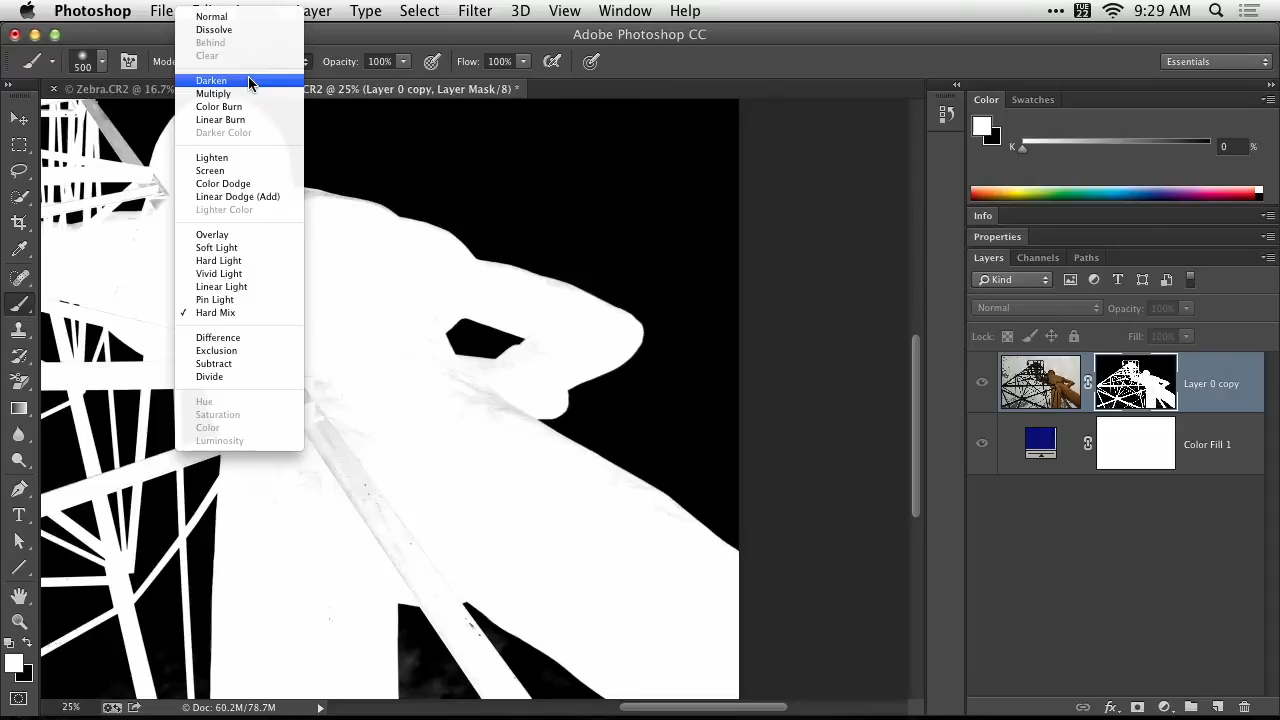 Photoshop Fi Layer Type Select Filter 3D View Window Help TUE 22 9:29 AM
Adobe Photoshop CC
500 Mode Opacity: 100% Flow: 100% Essentials
© Zebra.CR2 @ 16.7% CR2 @ 25% (Layer 0 copy, Layer Mask/8) *
Normal
Dissolve
Behind
Clear
Darken
Multiply
Color Burn
Linear Burn
Darker Color
Lighten
Screen
Color Dodge
Linear Dodge (Add)
Lighter Color
Overlay
Soft Light
Hard Light
Vivid Light
Linear Light
Pin Light
Hard Mix
Difference
Exclusion
Subtract
Divide
Hue
Saturation
Color
Luminosity
Color Swatches
K 0 %
Info
Properties
Layers Channels Paths
Kind
Normal Opacity: 100%
Lock: Fill: 100%
Layer 0 copy
Color Fill 1
25% © Doc: 60.2M/78.7M